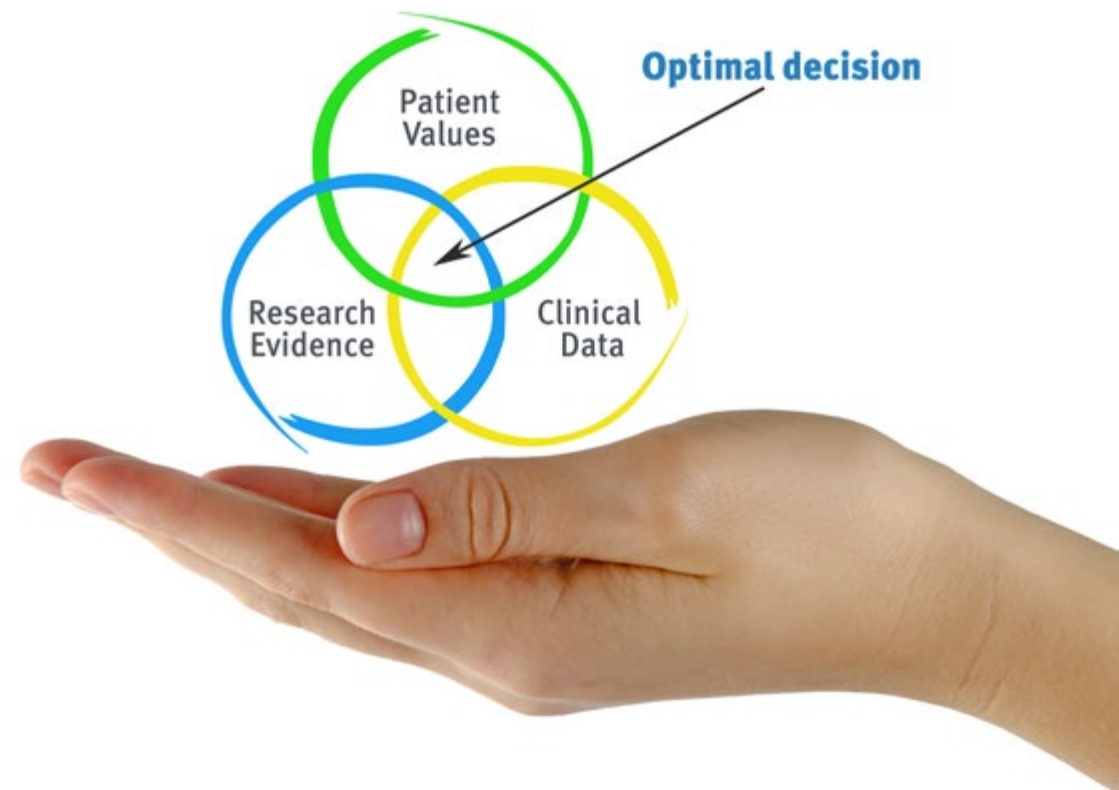 Optimal decision
Patient
Values
Research
Evidence
Clinical
Data